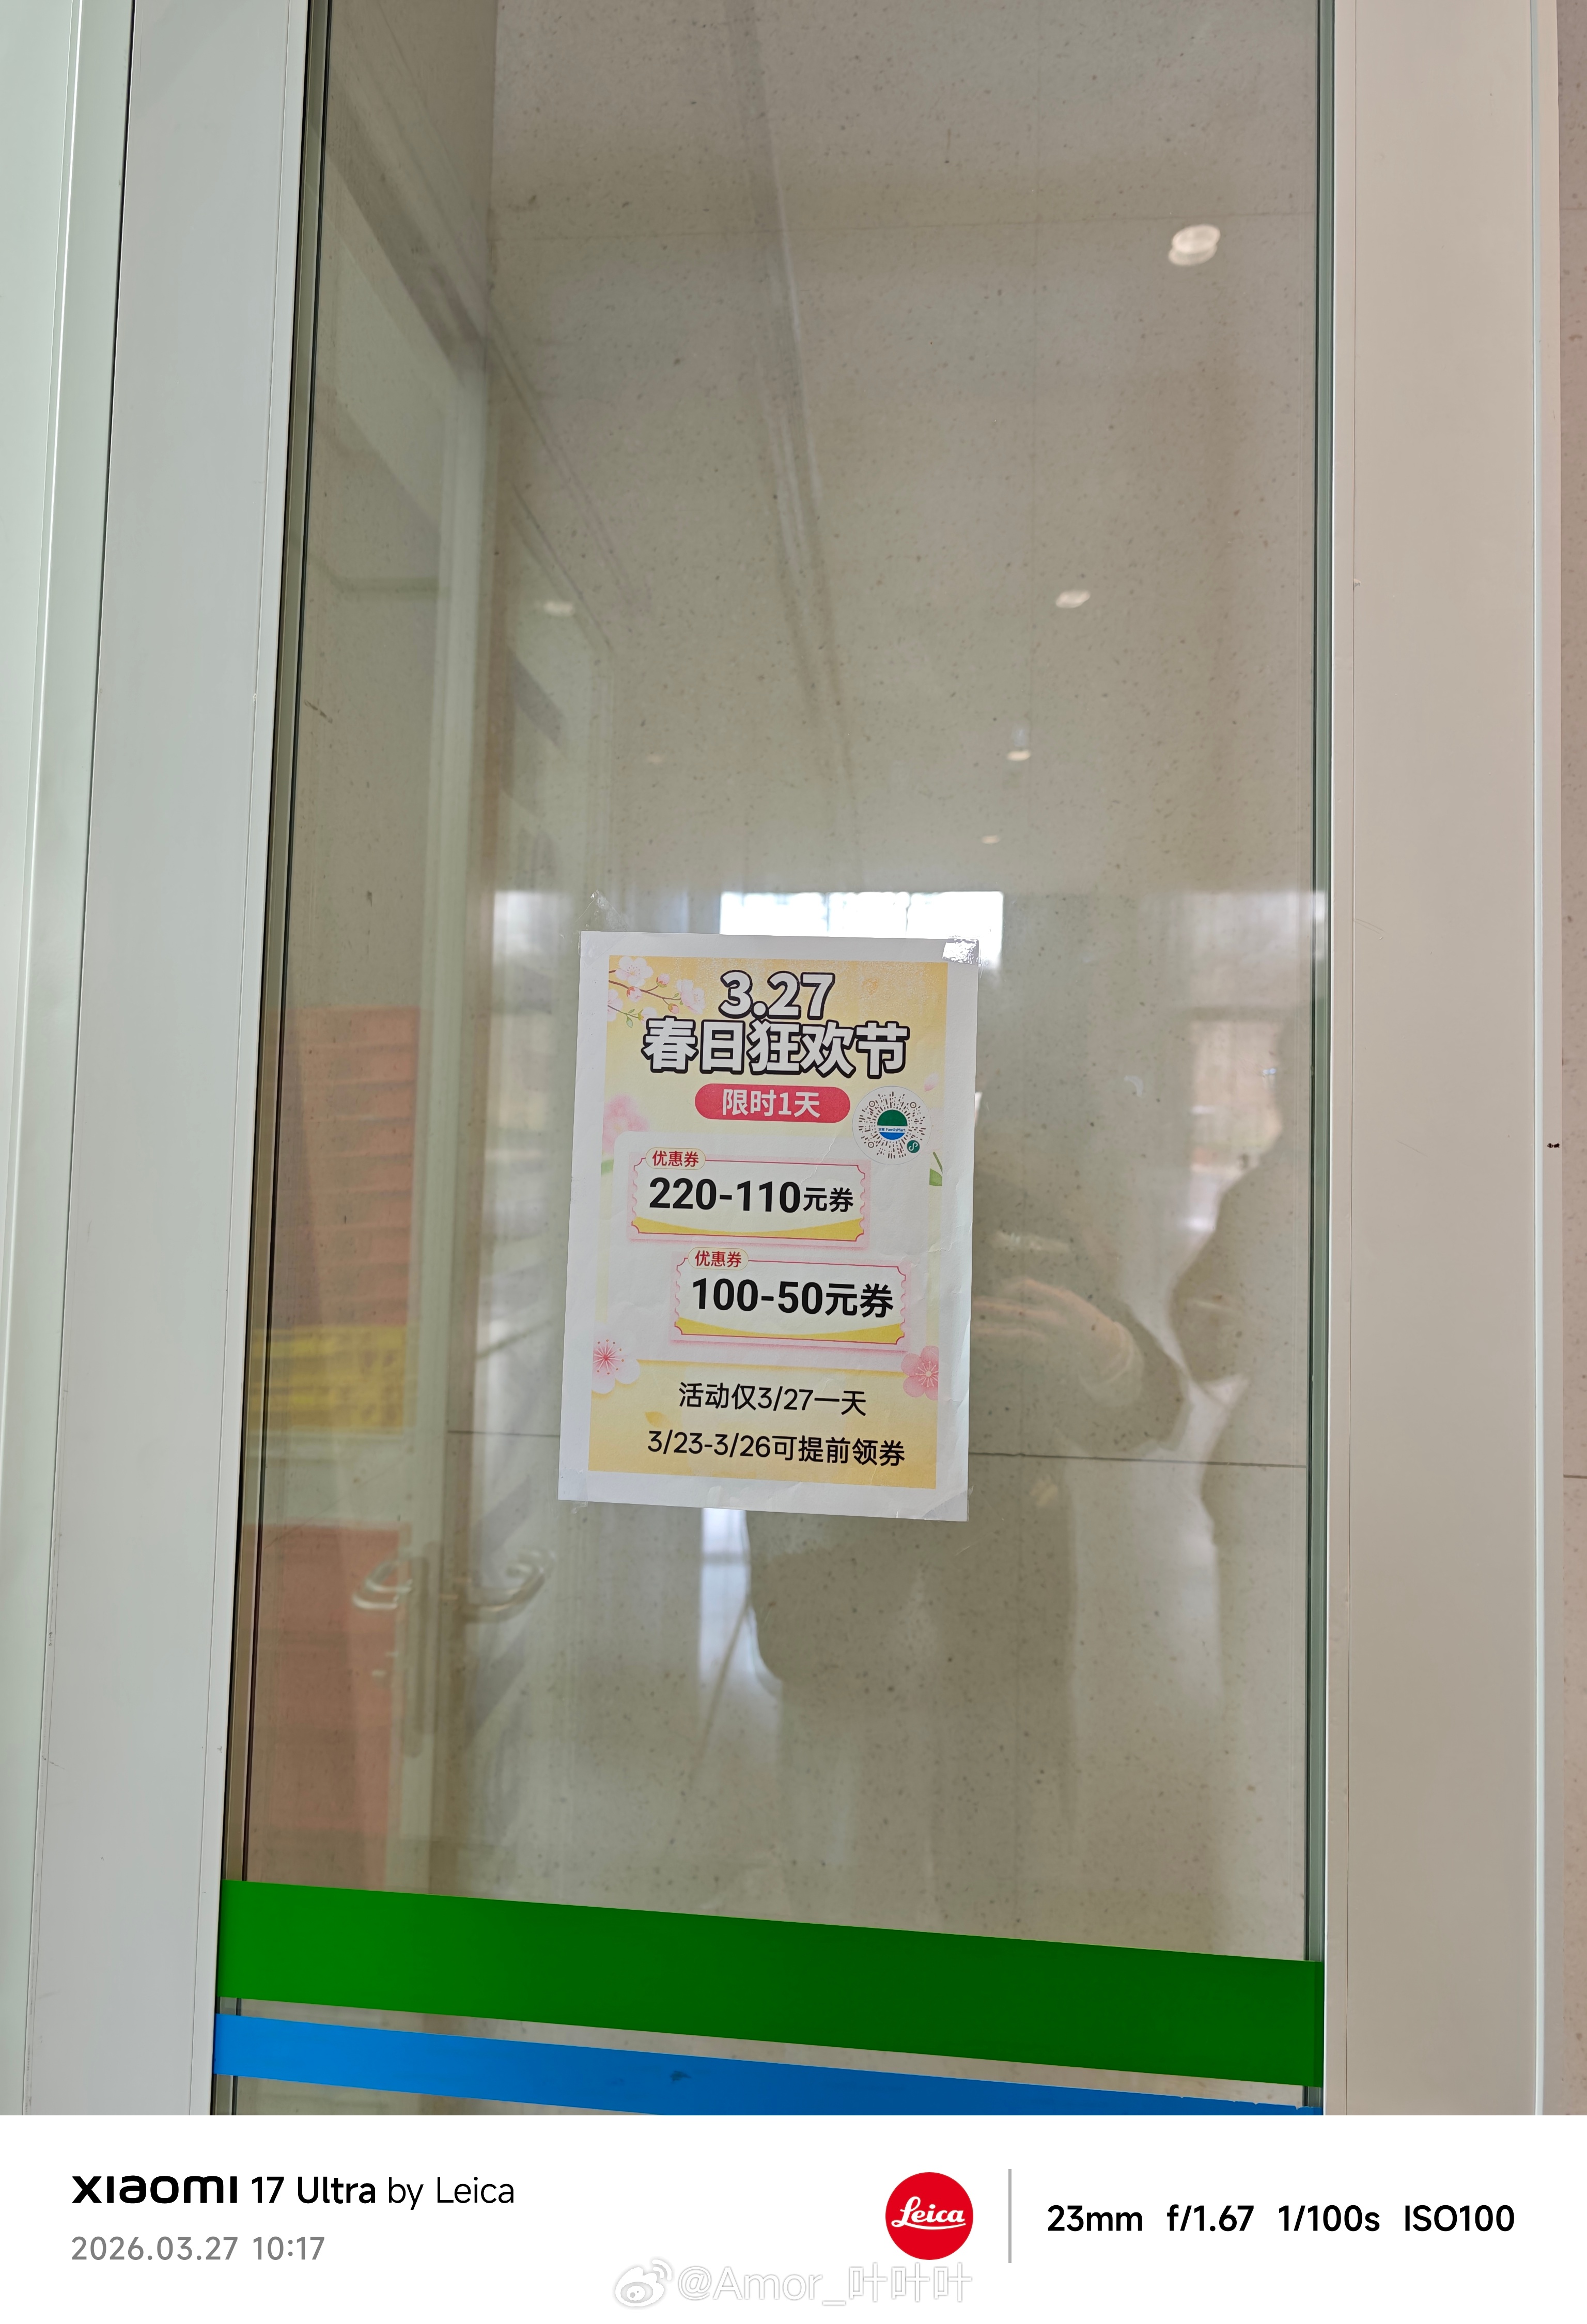 3.27
春日狂欢节
限时1天
优惠券
220-110元券
优惠券
100-50元券
活动仅3/27一天
3/23-3/26可提前领券
xiaomi 17 Ultra by Leica
2026.03.27 10:17
Leica
23mm f/1.67 1/100s ISO100
@Amor_叶叶叶